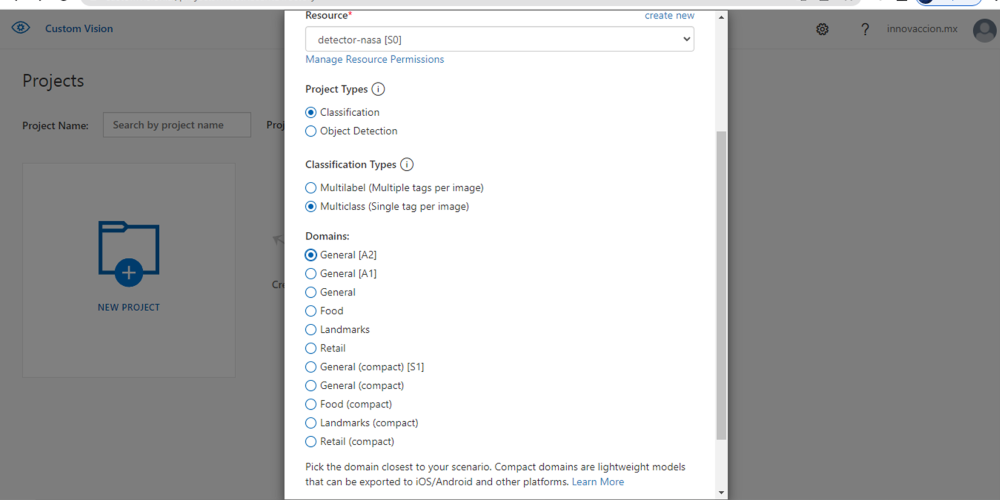 Custom Vision
innovaccion.mx
Projects
Project Name:
Search by project name
NEW PROJECT
Resource*
create new
detector-nasa [S0]
Manage Resource Permissions
Project Types
Classification
Object Detection
Classification Types
Multilabel (Multiple tags per image)
Multiclass (Single tag per image)
Domains:
General [A2]
General [A1]
General
Food
Landmarks
Retail
General (compact) [S1]
General (compact)
Food (compact)
Landmarks (compact)
Retail (compact)
Pick the domain closest to your scenario. Compact domains are lightweight models
that can be exported to iOS/Android and other platforms. Learn More